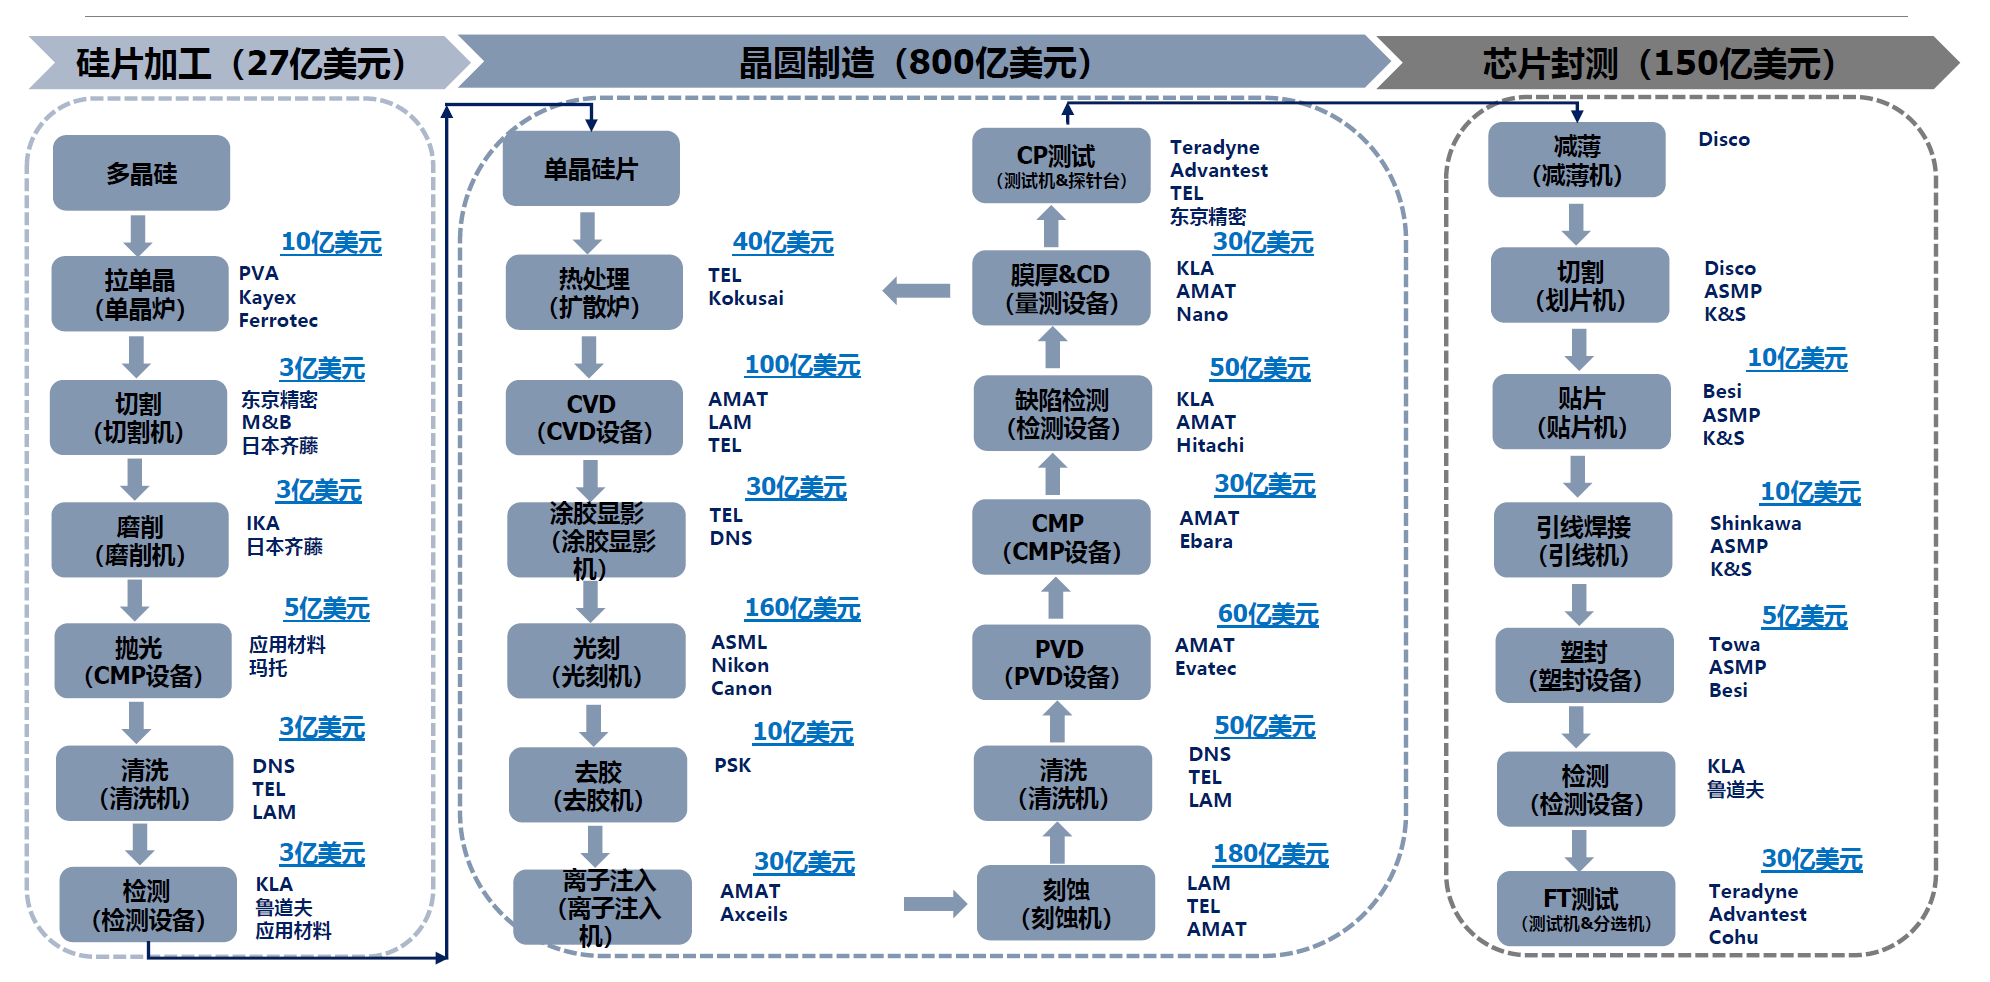 硅片加工（27亿美元）
晶圆制造（800亿美元）
芯片封测（150亿美元）
多晶硅
10亿美元
拉单晶
（单晶炉）
PVA
Kayex
Ferrotec
3亿美元
切割
（切割机）
东京精密
M&B
日本齐藤
3亿美元
磨削
（磨削机）
IKA
日本齐藤
5亿美元
抛光
（CMP设备）
应用材料
玛托
3亿美元
清洗
（清洗机）
DNS
TEL
LAM
3亿美元
检测
（检测设备）
KLA
鲁道夫
应用材料
单晶硅片
40亿美元
热处理
（扩散炉）
TEL
Kokusai
100亿美元
CVD
（CVD设备）
AMAT
LAM
TEL
30亿美元
涂胶显影
（涂胶显影
机）
TEL
DNS
160亿美元
光刻
（光刻机）
ASML
Nikon
Canon
10亿美元
去胶
（去胶机）
PSK
30亿美元
离子注入
（离子注入
机）
AMAT
Axceils
CP测试
（测试机&探针台）
Teradyne
Advantest
TEL
东京精密
30亿美元
膜厚&CD
（量测设备）
KLA
AMAT
Nano
50亿美元
缺陷检测
（检测设备）
KLA
AMAT
Hitachi
30亿美元
CMP
（CMP设备）
AMAT
Ebara
60亿美元
PVD
（PVD设备）
AMAT
Evatec
50亿美元
清洗
（清洗机）
DNS
TEL
LAM
180亿美元
刻蚀
（刻蚀机）
LAM
TEL
AMAT
减薄
（减薄机）
Disco
切割
（划片机）
Disco
ASMP
K&S
10亿美元
贴片
（贴片机）
Besi
ASMP
K&S
10亿美元
引线焊接
（引线机）
Shinkawa
ASMP
K&S
5亿美元
塑封
（塑封设备）
Towa
ASMP
Besi
检测
（检测设备）
KLA
鲁道夫
30亿美元
FT测试
（测试机&分选机）
Teradyne
Advantest
Cohu